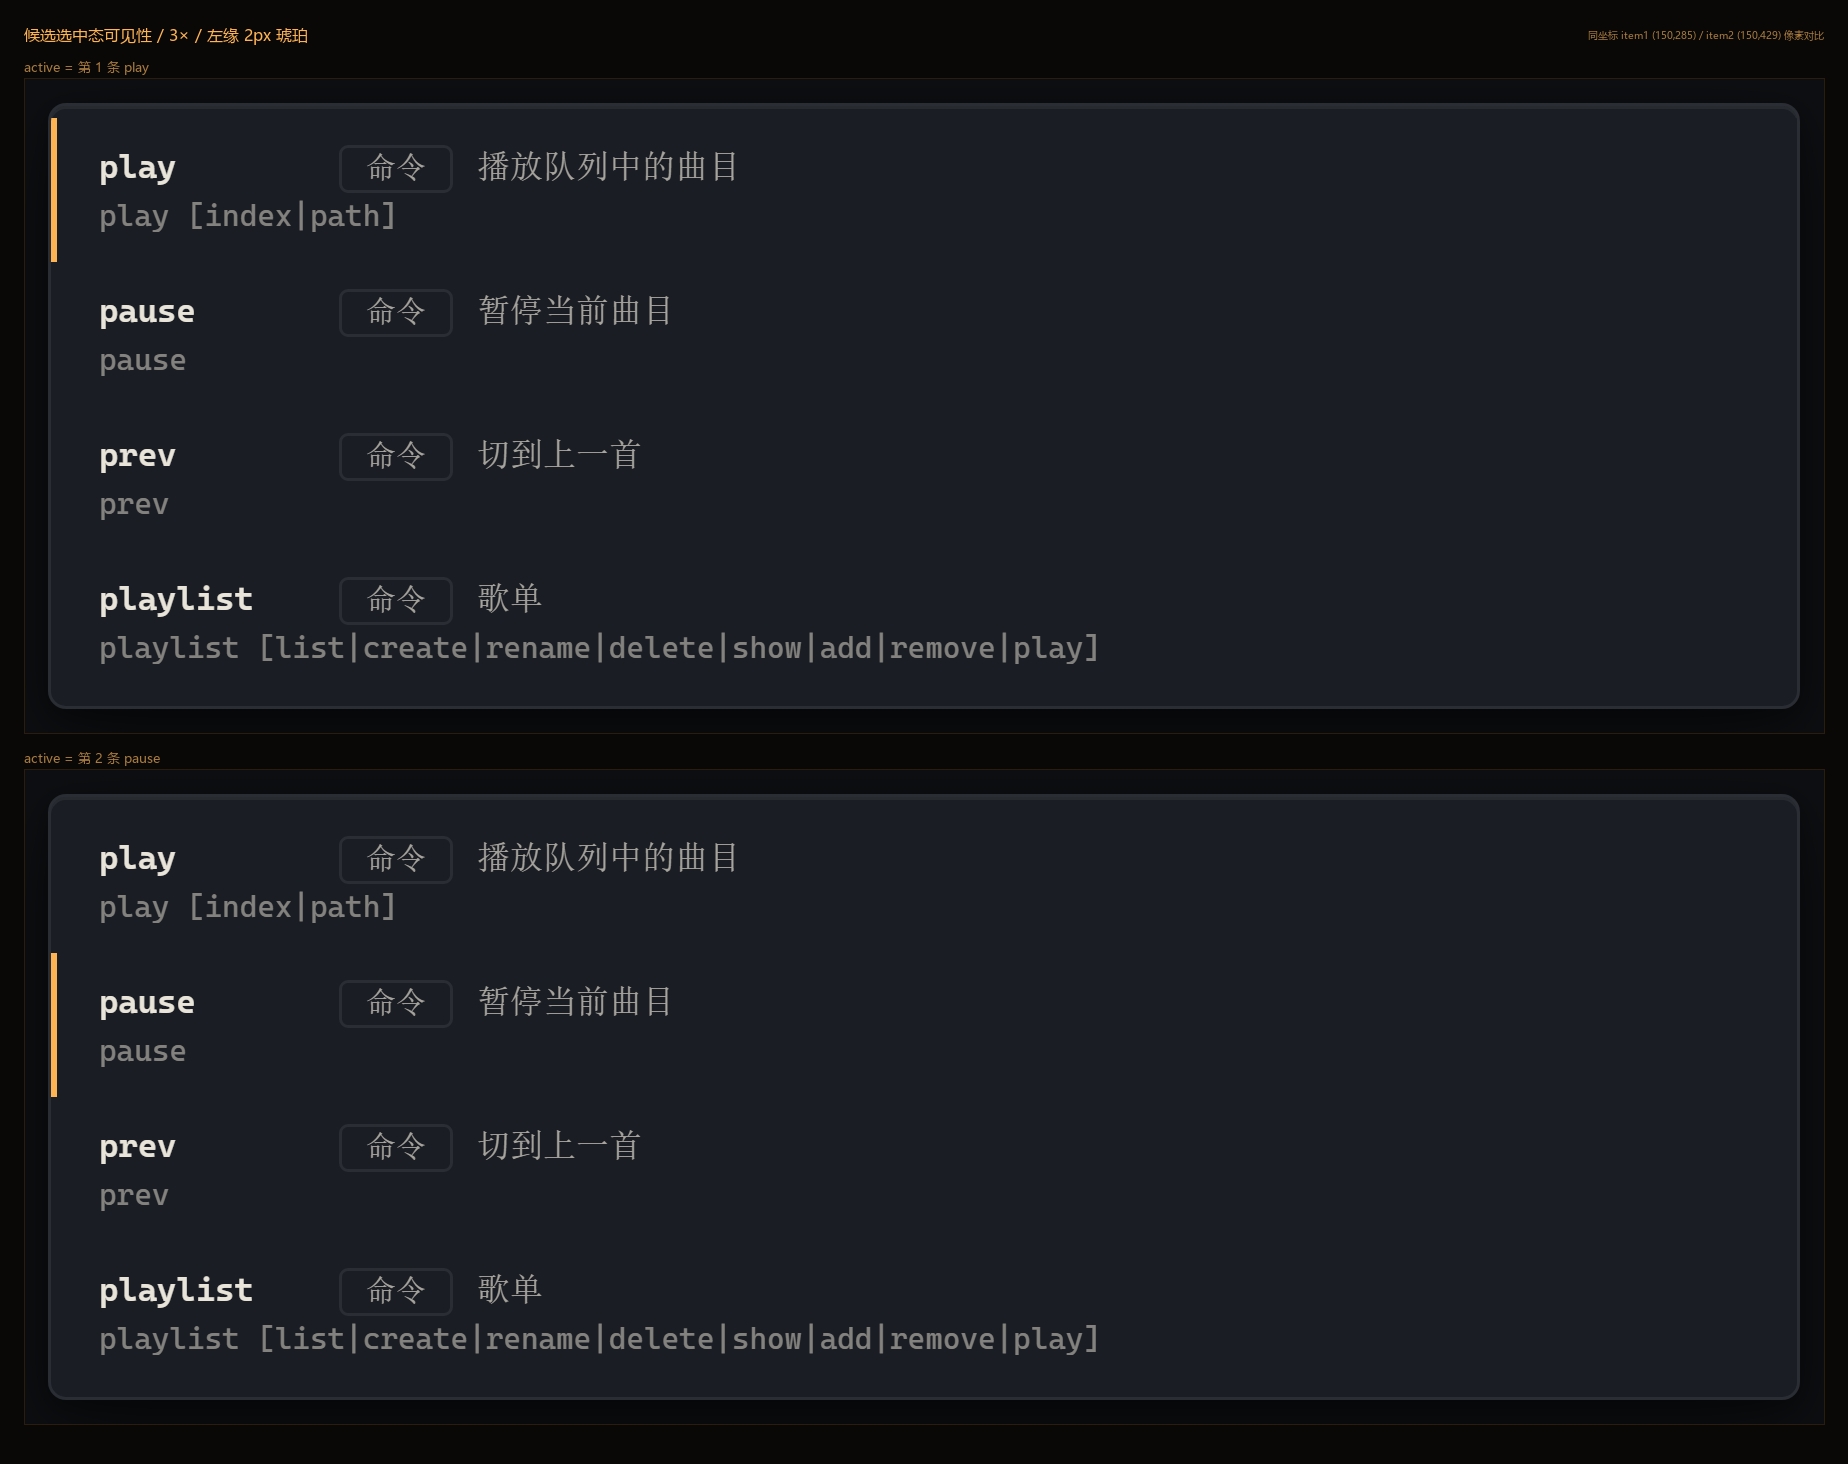 候选选中态可见性 / 3× / 左缘 2px 琥珀
同坐标 item1 (150,285) / item2 (150,429) 像素对比
active = 第 1 条 play
play 命令 播放队列中的曲目
play [index|path]
pause 命令 暂停当前曲目
pause
prev 命令 切到上一首
prev
playlist 命令 歌单
playlist [list|create|rename|delete|show|add|remove|play]
active = 第 2 条 pause
play 命令 播放队列中的曲目
play [index|path]
pause 命令 暂停当前曲目
pause
prev 命令 切到上一首
prev
playlist 命令 歌单
playlist [list|create|rename|delete|show|add|remove|play]